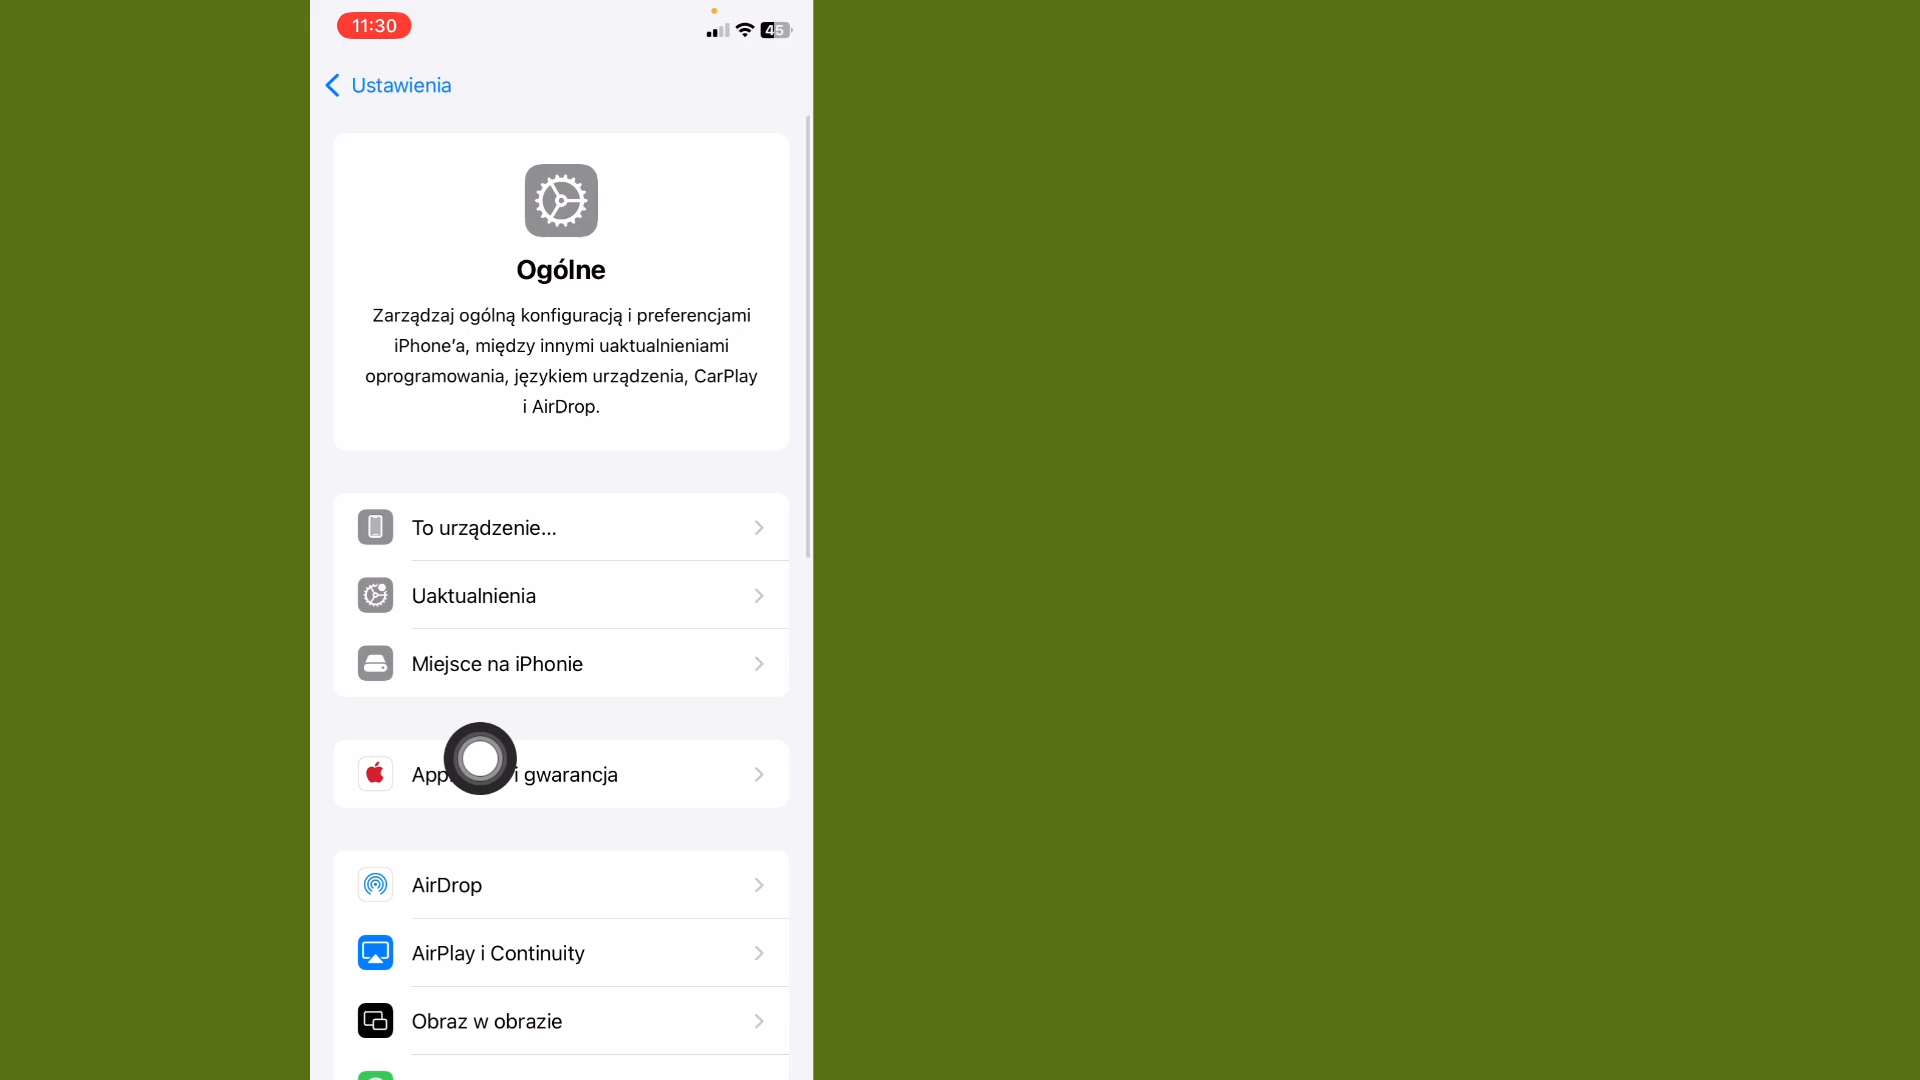 11:30
45
Ustawienia
Ogólne
Zarządzaj ogólną konfiguracją i preferencjami
iPhone’a, między innymi uaktualnieniami
oprogramowania, językiem urządzenia, CarPlay
i AirDrop.
To urządzenie...
Uaktualnienia
Miejsce na iPhonie
i gwarancja
AirDrop
AirPlay i Continuity
Obraz w obrazie